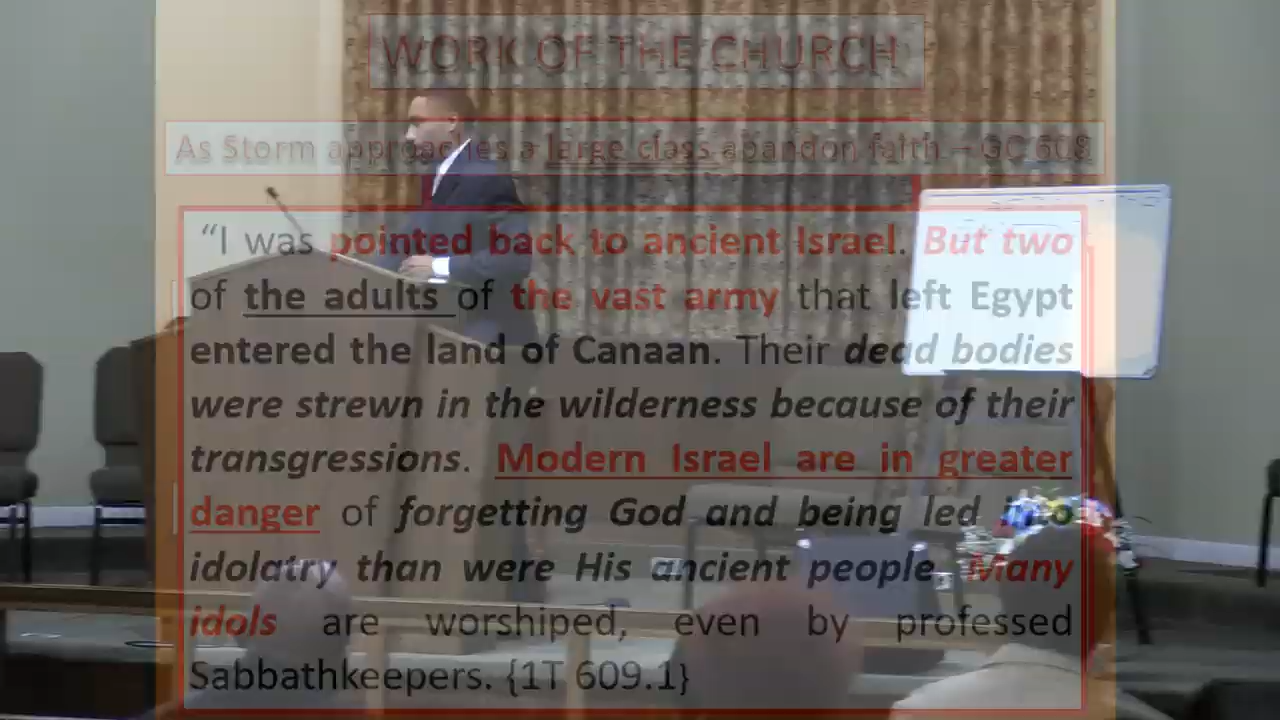 WORK OF THE CHURCH
As Storm approaches a large class abandon faith – GC 608
“I was pointed back to ancient Israel. But two
of the adults of the vast army that left Egypt
entered the land of Canaan. Their dead bodies
were strewn in the wilderness because of their
transgressions. Modern Israel are in greater
danger of forgetting God and being led into
idolatry than were His ancient people. Many
idols are worshiped, even by professed
Sabbathkeepers. {1T 609.1}